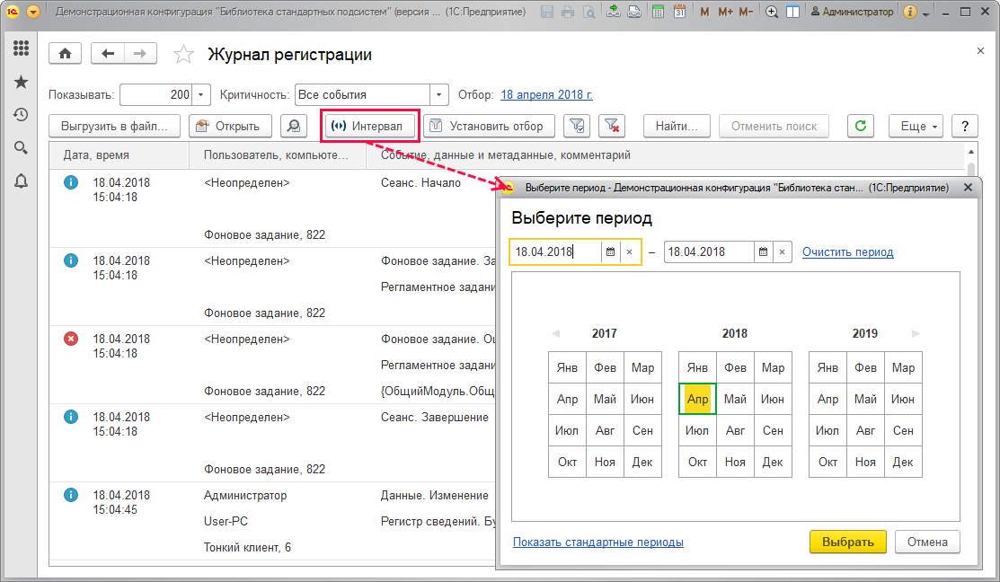 Демонстрационная конфигурация "Библиотека стандартных подсистем" (версия ... (1С:Предприятие)
M M+ M- Администратор
Журнал регистрации
Показывать: 200 Критичность: Все события Отбор: 18 апреля 2018 г.
Выгрузить в файл... Открыть Интервал Установить отбор Найти... Отменить поиск Еще ?
Дата, время Пользователь, компьюте... Событие, данные и метаданные, комментарий
18.04.2018 <Неопределен> Сеанс. Начало
15:04:18
Фоновое задание, 822
18.04.2018 <Неопределен> Фоновое задание. За
15:04:18
Регламентное задани
Фоновое задание, 822
18.04.2018 <Неопределен> Фоновое задание. Ош
15:04:18
Регламентное задани
Фоновое задание, 822 {ОбщийМодуль.Общ
18.04.2018 <Неопределен> Сеанс. Завершение
15:04:18
Фоновое задание, 822
18.04.2018 Администратор Данные. Изменение
15:04:45
User-PC Регистр сведений. Бу
Тонкий клиент, 6
Выберите период - Демонстрационная конфигурация "Библиотека стан... (1С:Предприятие)
Выберите период
18.04.2018 – 18.04.2018 Очистить период
2017 2018 2019
Янв Фев Мар Янв Фев Мар Янв Фев Мар
Апр Май Июн Апр Май Июн Апр Май Июн
Июл Авг Сен Июл Авг Сен Июл Авг Сен
Окт Ноя Дек Окт Ноя Дек Окт Ноя Дек
Показать стандартные периоды Выбрать Отмена